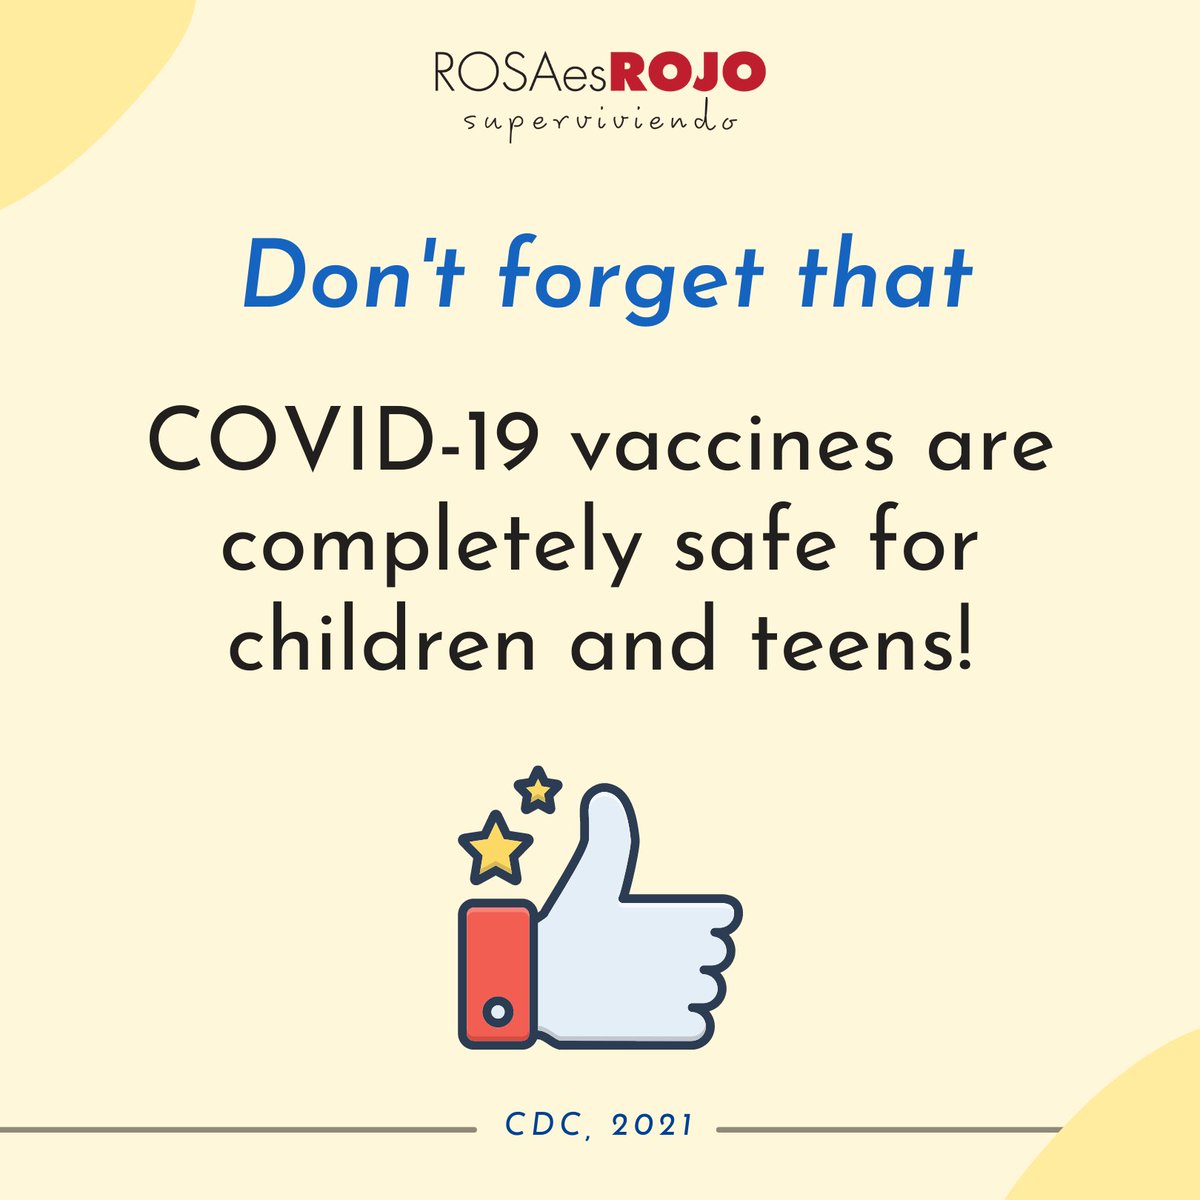 ROSAesROJO
superviviendo
Don't forget that
COVID-19 vaccines are
completely safe for
children and teens!
CDC, 2021